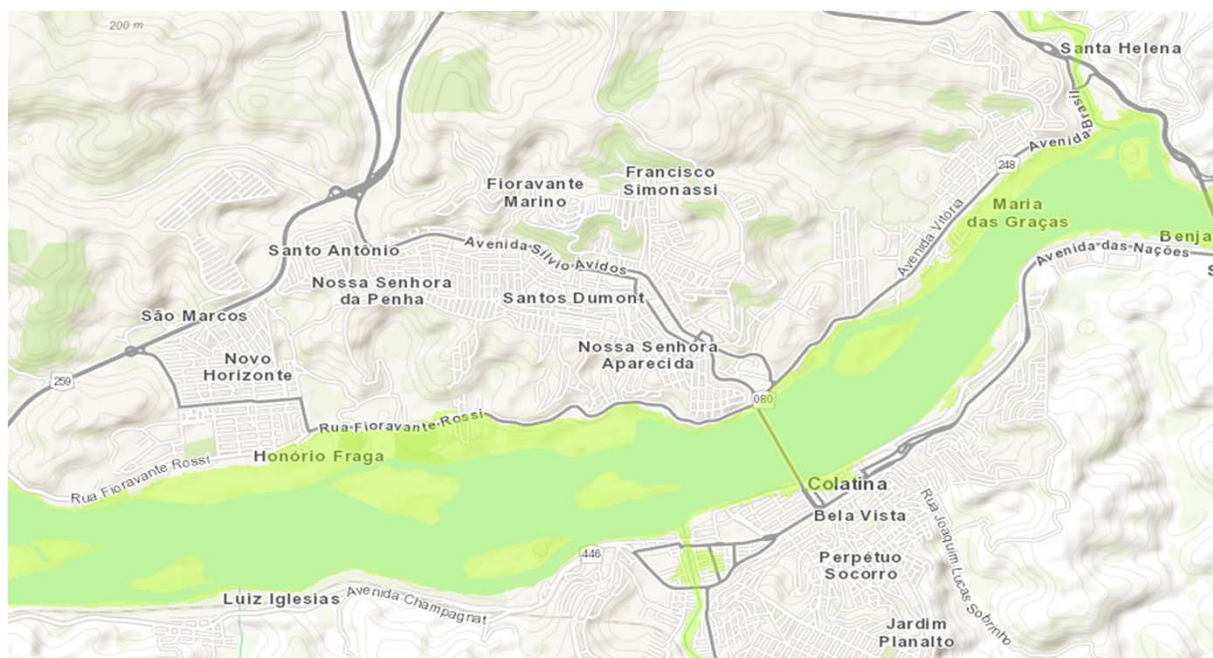 200 m
Santa Helena
Avenida Brasil
248
Francisco
Simonassi
Fioravante
Marino
Maria
das Graças
Avenida Vitória
Benja
Avenida das Nações
S
Santo Antônio
Avenida Sílvio Avidos
Nossa Senhora
da Penha
Santos Dumont
São Marcos
Nossa Senhora
Aparecida
Novo
Horizonte
259
080
Rua Fioravante Rossi
Honório Fraga
Rua Fioravante Rossi
Colatina
Bela Vista
Rua Joaquim Lucas Sobrinho
446
Perpétuo
Socorro
Luiz Iglesias
Avenida Champagnat
Jardim
Planalto